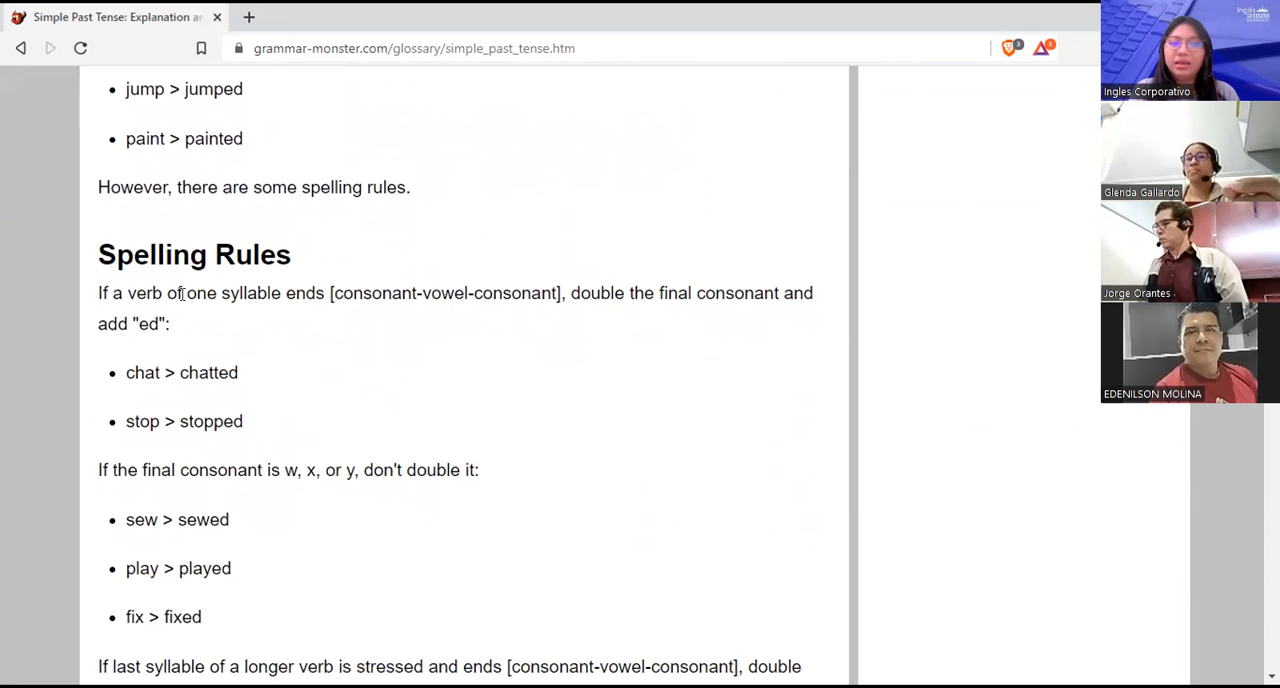 Simple Past Tense: Explanation an
grammar-monster.com/glossary/simple_past_tense.htm
3
1
jump > jumped
paint > painted
However, there are some spelling rules.
Spelling Rules
If a verb of one syllable ends [consonant-vowel-consonant], double the final consonant and
add "ed":
chat > chatted
stop > stopped
If the final consonant is w, x, or y, don't double it:
sew > sewed
play > played
fix > fixed
If last syllable of a longer verb is stressed and ends [consonant-vowel-consonant], double
Ingles Corporativo
Glenda Gallardo
Jorge Orantes
EDENILSON MOLINA